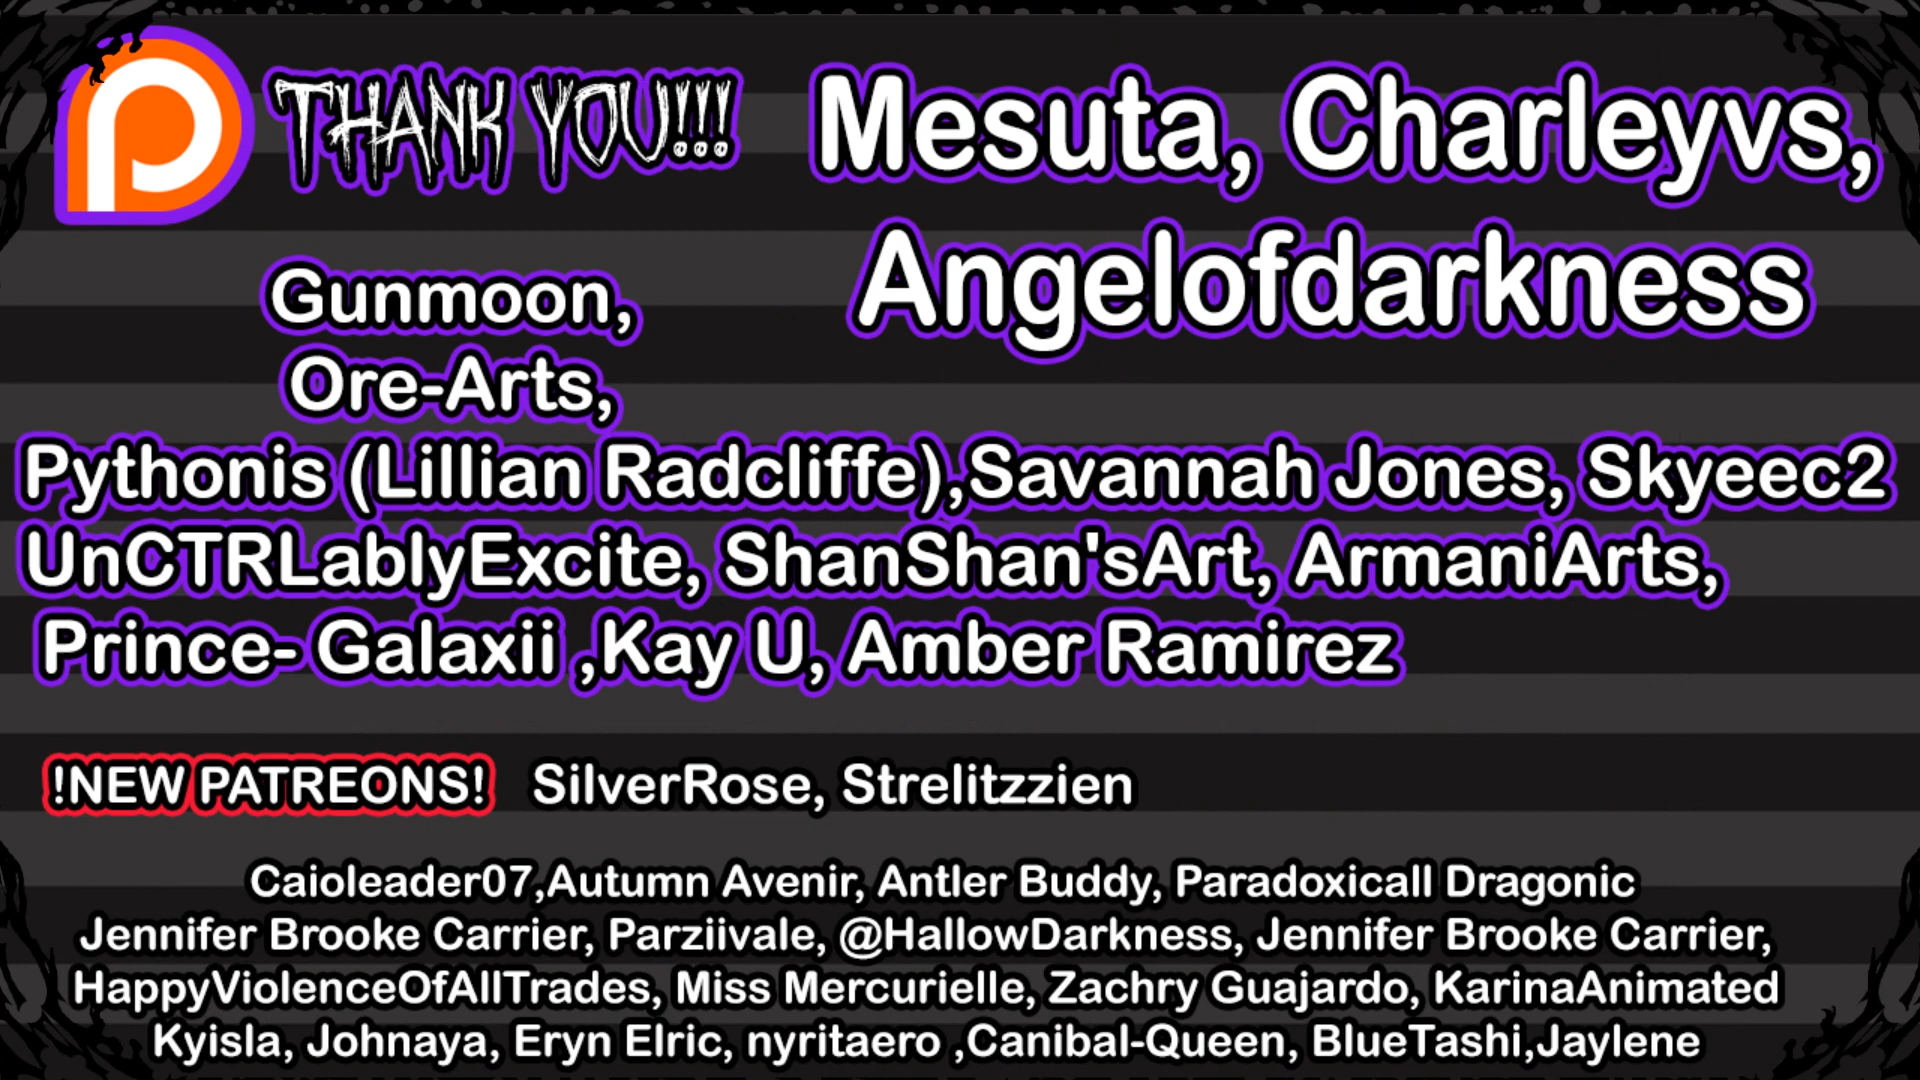 THANK YOU!!!
Mesuta, Charleyvs,
Angelofdarkness
Gunmoon,
Ore-Arts,
Pythonis (Lillian Radcliffe),Savannah Jones, Skyeec2
UnCTRLablyExcite, ShanShan'sArt, ArmaniArts,
Prince- Galaxii ,Kay U, Amber Ramirez
!NEW PATREONS! SilverRose, Strelitzzien
Caioleader07,Autumn Avenir, Antler Buddy, Paradoxicall Dragonic
Jennifer Brooke Carrier, Parziivale, @HallowDarkness, Jennifer Brooke Carrier,
HappyViolenceOfAllTrades, Miss Mercurielle, Zachry Guajardo, KarinaAnimated
Kyisla, Johnaya, Eryn Elric, nyritaero ,Canibal-Queen, BlueTashi,Jaylene